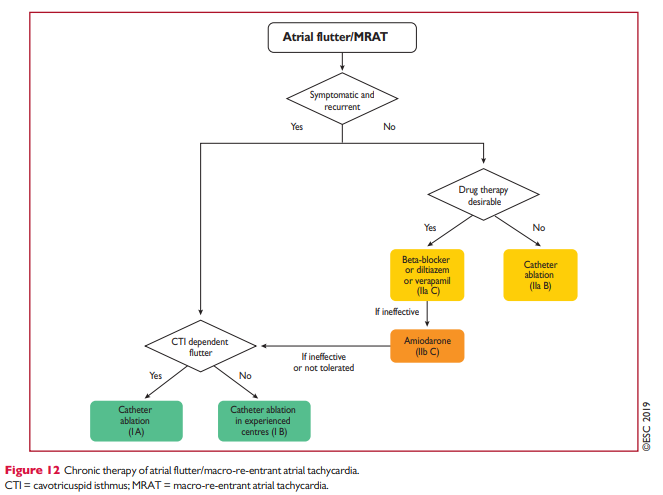 Atrial flutter/MRAT
Symptomatic and
recurrent
Yes
No
Drug therapy
desirable
Yes
No
Beta-blocker
or diltiazem
or verapamil
(IIa C)
Catheter
ablation
(IIa B)
If ineffective
Amiodarone
(IIb C)
CTI dependent
flutter
If ineffective
or not tolerated
Yes
No
Catheter
ablation
(I A)
Catheter ablation
in experienced
centres (I B)
©ESC 2019
Figure 12 Chronic therapy of atrial flutter/macro-re-entrant atrial tachycardia.
CTI = cavotricuspid isthmus; MRAT = macro-re-entrant atrial tachycardia.